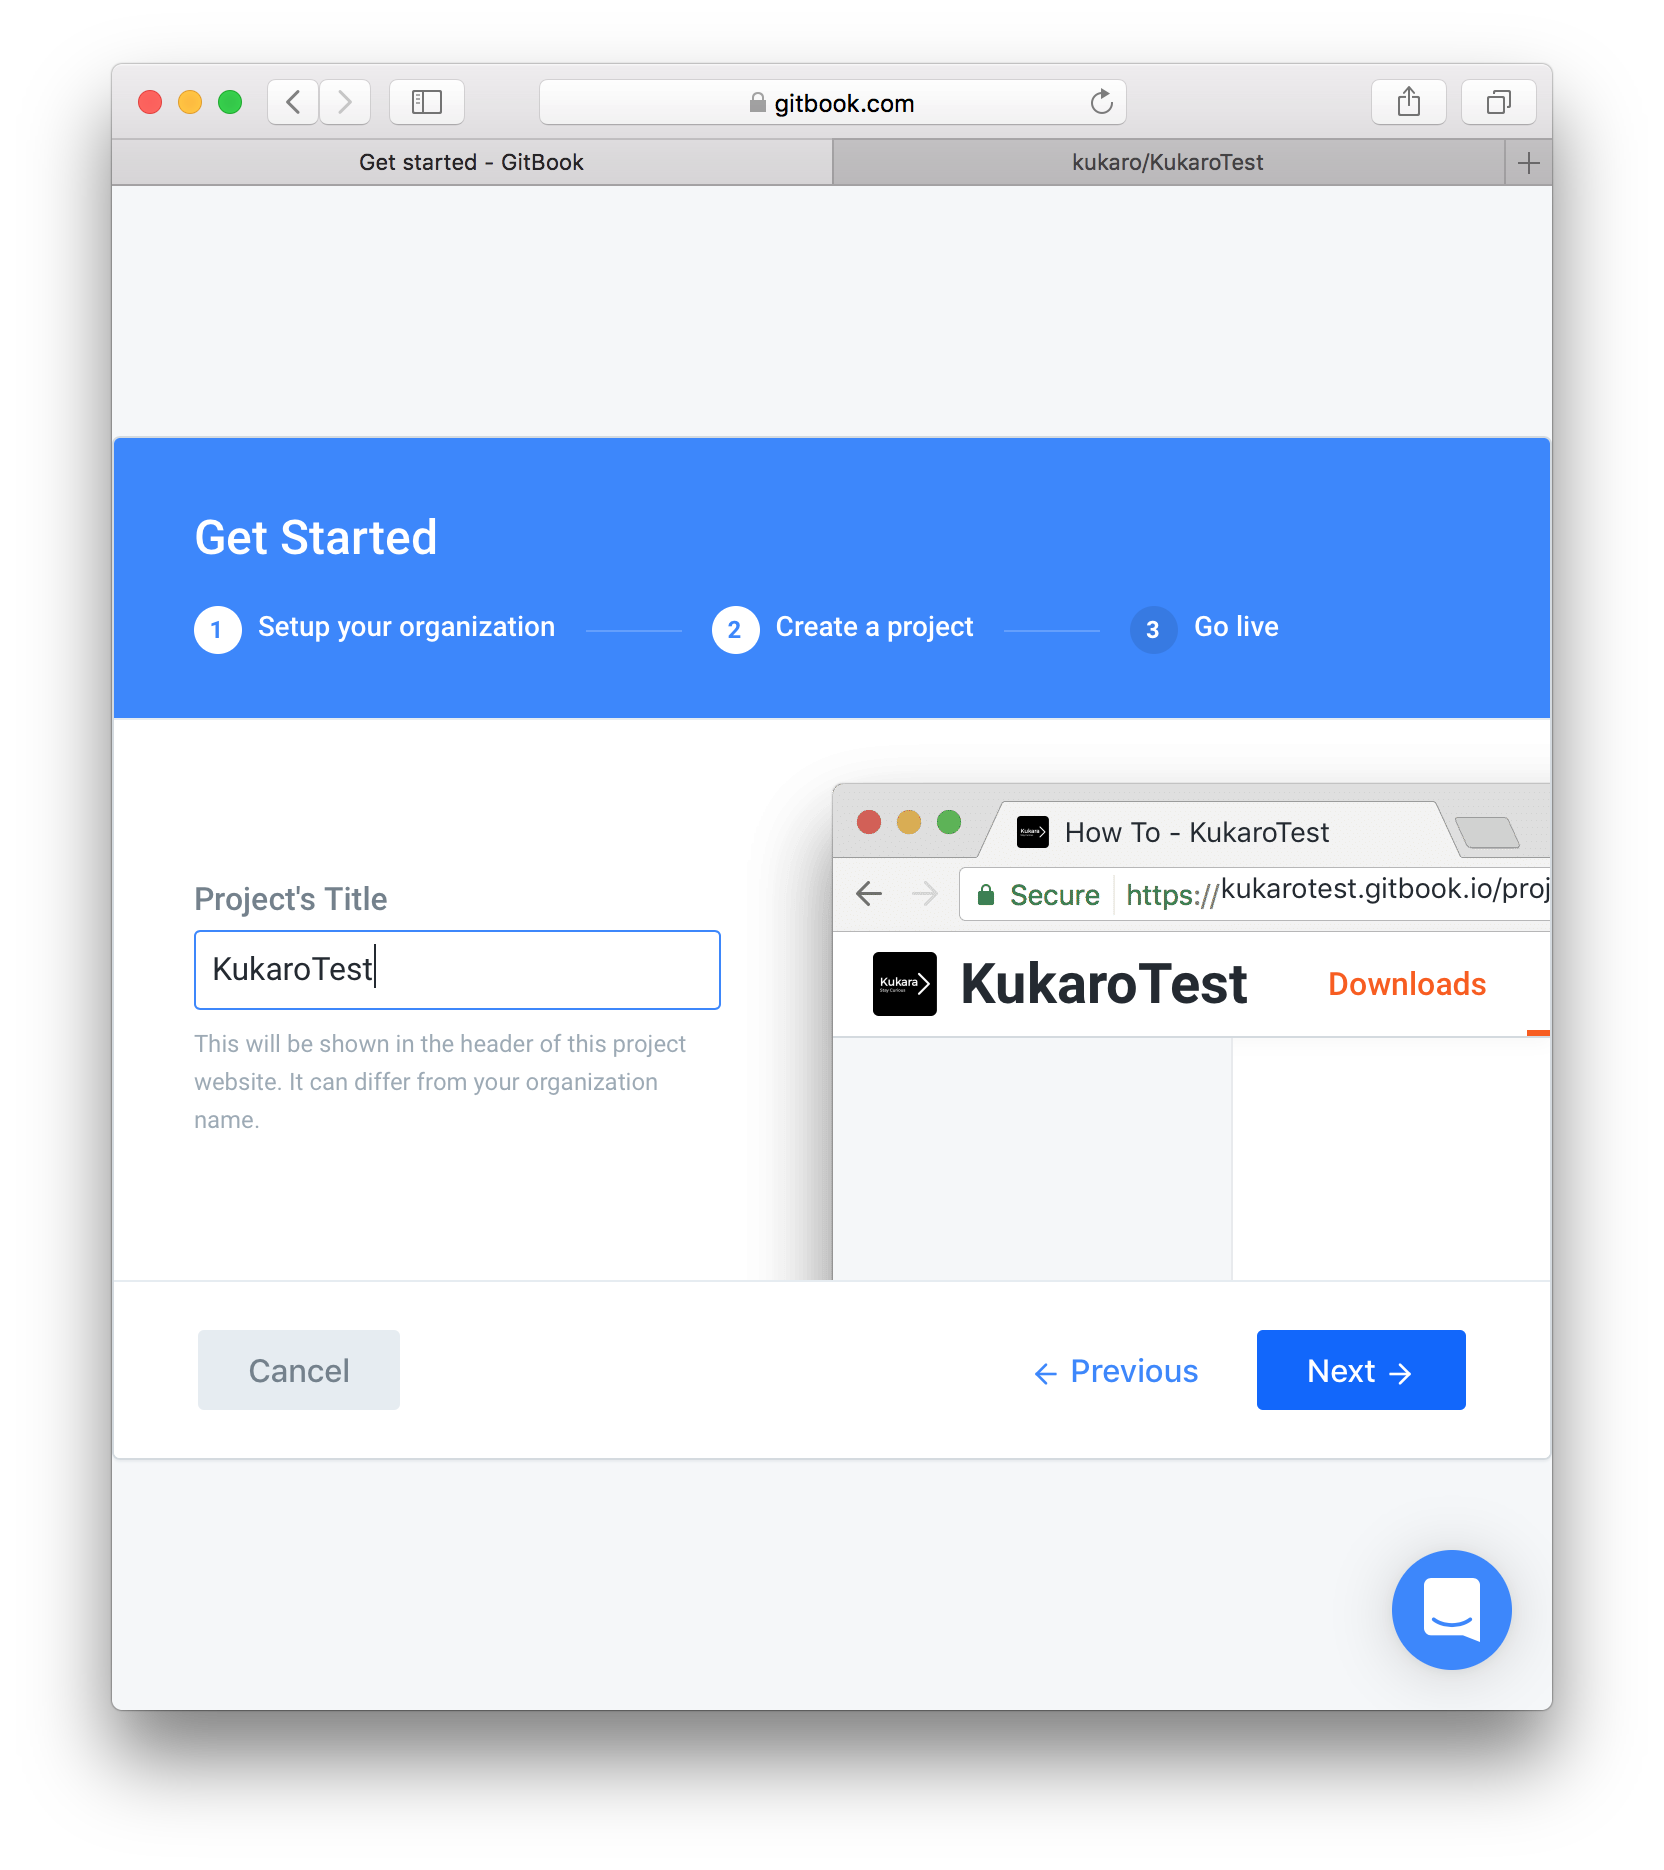 gitbook.com
Get started - GitBook
kukaro/KukaroTest
Get Started
1 Setup your organization
2 Create a project
3 Go live
Project's Title
KukaroTest
This will be shown in the header of this project
website. It can differ from your organization
name.
How To - KukaroTest
Secure https://kukarotest.gitbook.io/proj
Kukara
Stay Curious
KukaroTest
Downloads
Cancel
← Previous
Next →